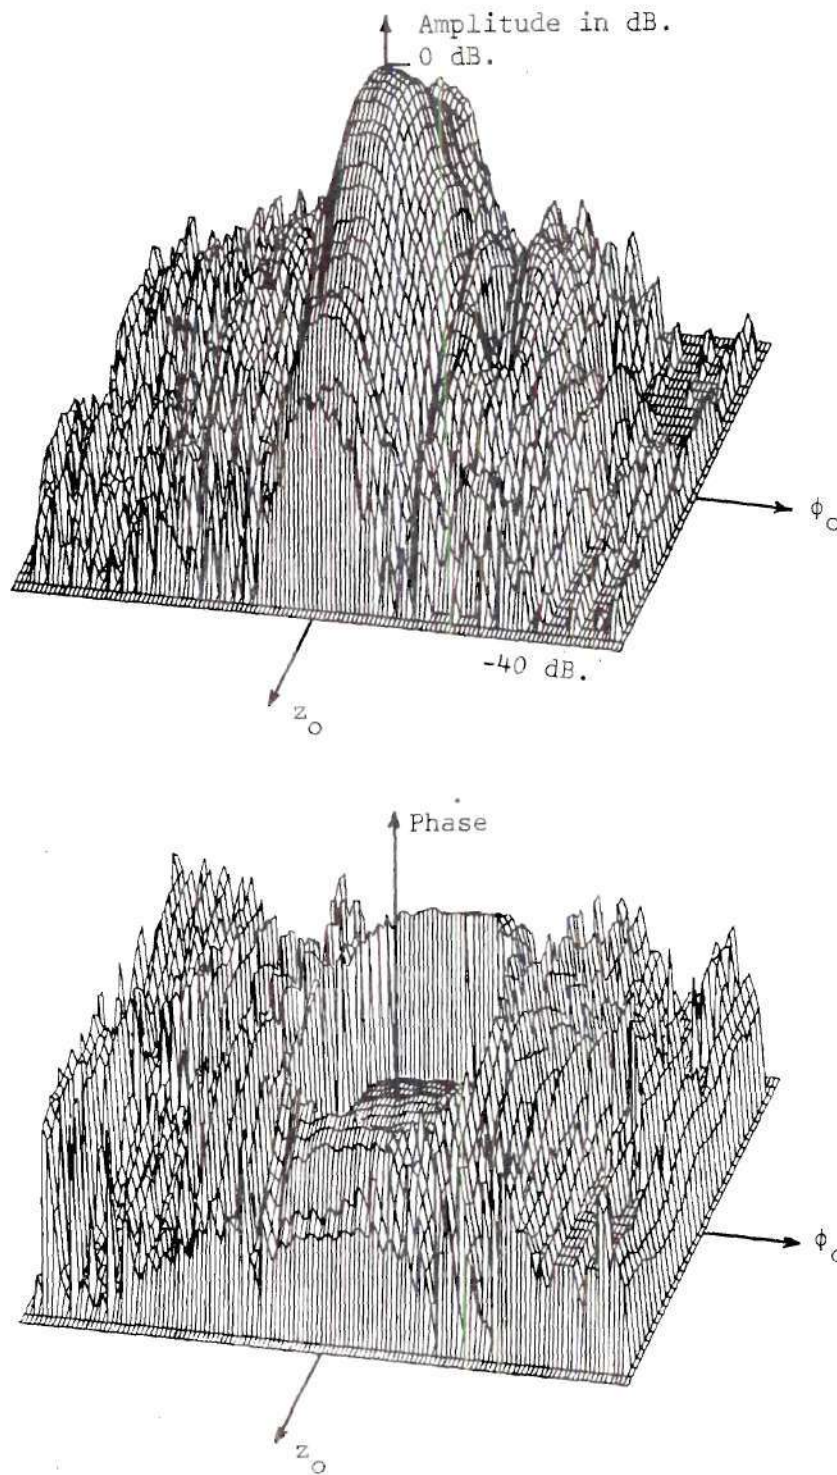 Amplitude in dB.
0 dB.
ϕₒ
-40 dB.
zₒ
Phase
ϕₒ
zₒ